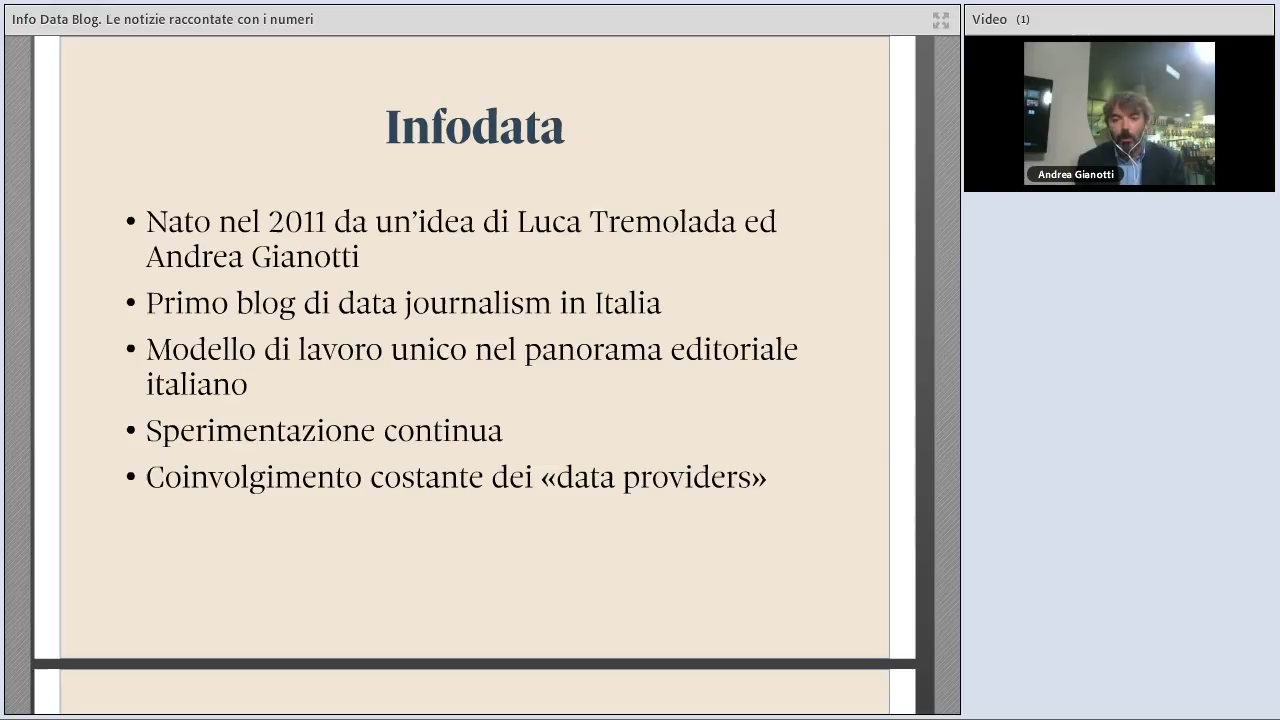 Info Data Blog. Le notizie raccontate con i numeri
Video (1)
Andrea Gianotti
Infodata
• Nato nel 2011 da un’idea di Luca Tremolada ed
Andrea Gianotti
• Primo blog di data journalism in Italia
• Modello di lavoro unico nel panorama editoriale
italiano
• Sperimentazione continua
• Coinvolgimento costante dei «data providers»